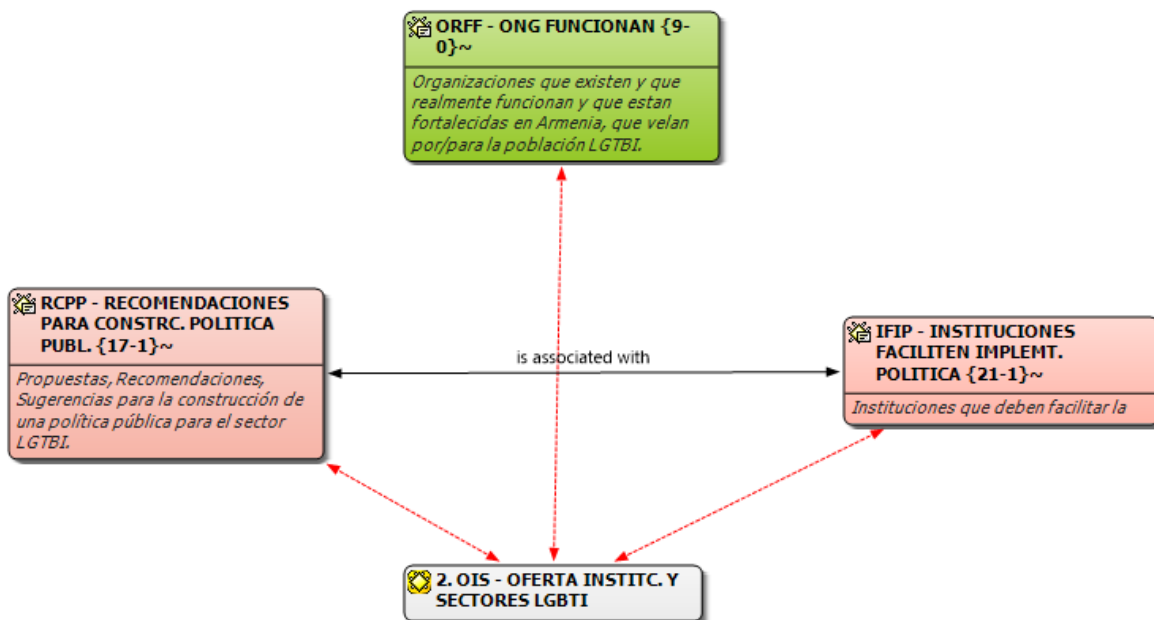 ORFF - ONG FUNCIONAN {9-
0}~
Organizaciones que existen y que
realmente funcionan y que estan
fortalecidas en Armenia, que velan
por/para la población LGTBI.
RCPP - RECOMENDACIONES
PARA CONSTRC. POLITICA
PUBL. {17-1}~
Propuestas, Recomendaciones,
Sugerencias para la construcción de
una política pública para el sector
LGTBI.
is associated with
IFIP - INSTITUCIONES
FACILITEN IMPLEMT.
POLITICA {21-1}~
Instituciones que deben facilitar la
2. OIS - OFERTA INSTITC. Y
SECTORES LGBTI